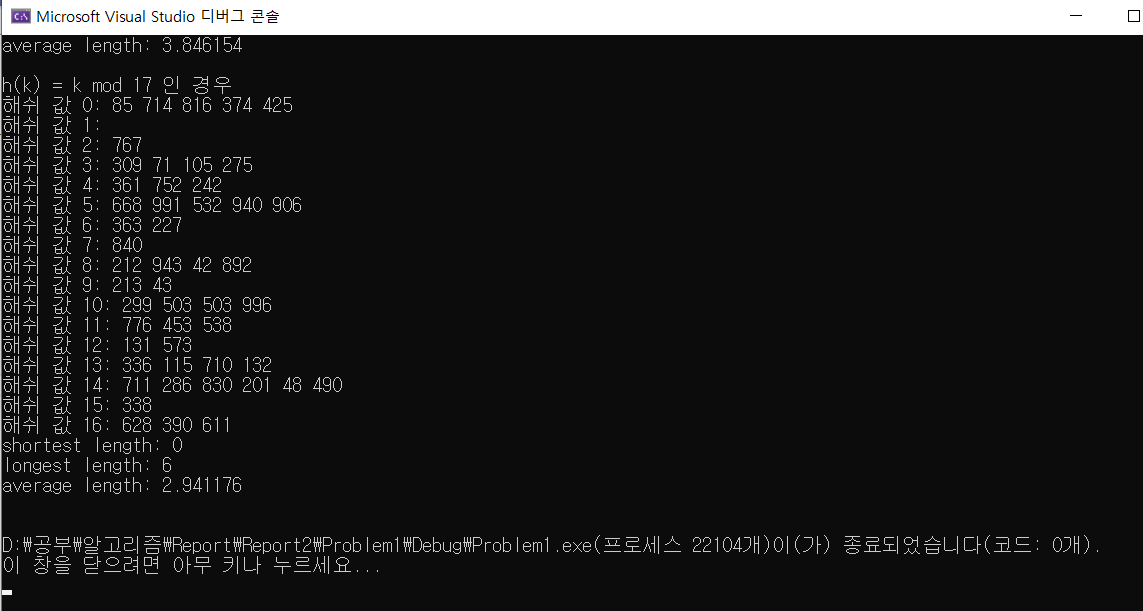 Microsoft Visual Studio 디버그 콘솔
average length: 3.846154
h(k) = k mod 17 인 경우
해쉬 값 0: 85 714 816 374 425
해쉬 값 1:
해쉬 값 2: 767
해쉬 값 3: 309 71 105 275
해쉬 값 4: 361 752 242
해쉬 값 5: 668 991 532 940 906
해쉬 값 6: 363 227
해쉬 값 7: 840
해쉬 값 8: 212 943 42 892
해쉬 값 9: 213 43
해쉬 값 10: 299 503 503 996
해쉬 값 11: 776 453 538
해쉬 값 12: 131 573
해쉬 값 13: 336 115 710 132
해쉬 값 14: 711 286 830 201 48 490
해쉬 값 15: 338
해쉬 값 16: 628 390 611
shortest length: 0
longest length: 6
average length: 2.941176
D:₩공부₩알고리즘₩Report₩Report2₩Problem1₩Debug₩Problem1.exe(프로세스 22104개)이(가) 종료되었습니다(코드: 0개).
이 창을 닫으려면 아무 키나 누르세요...